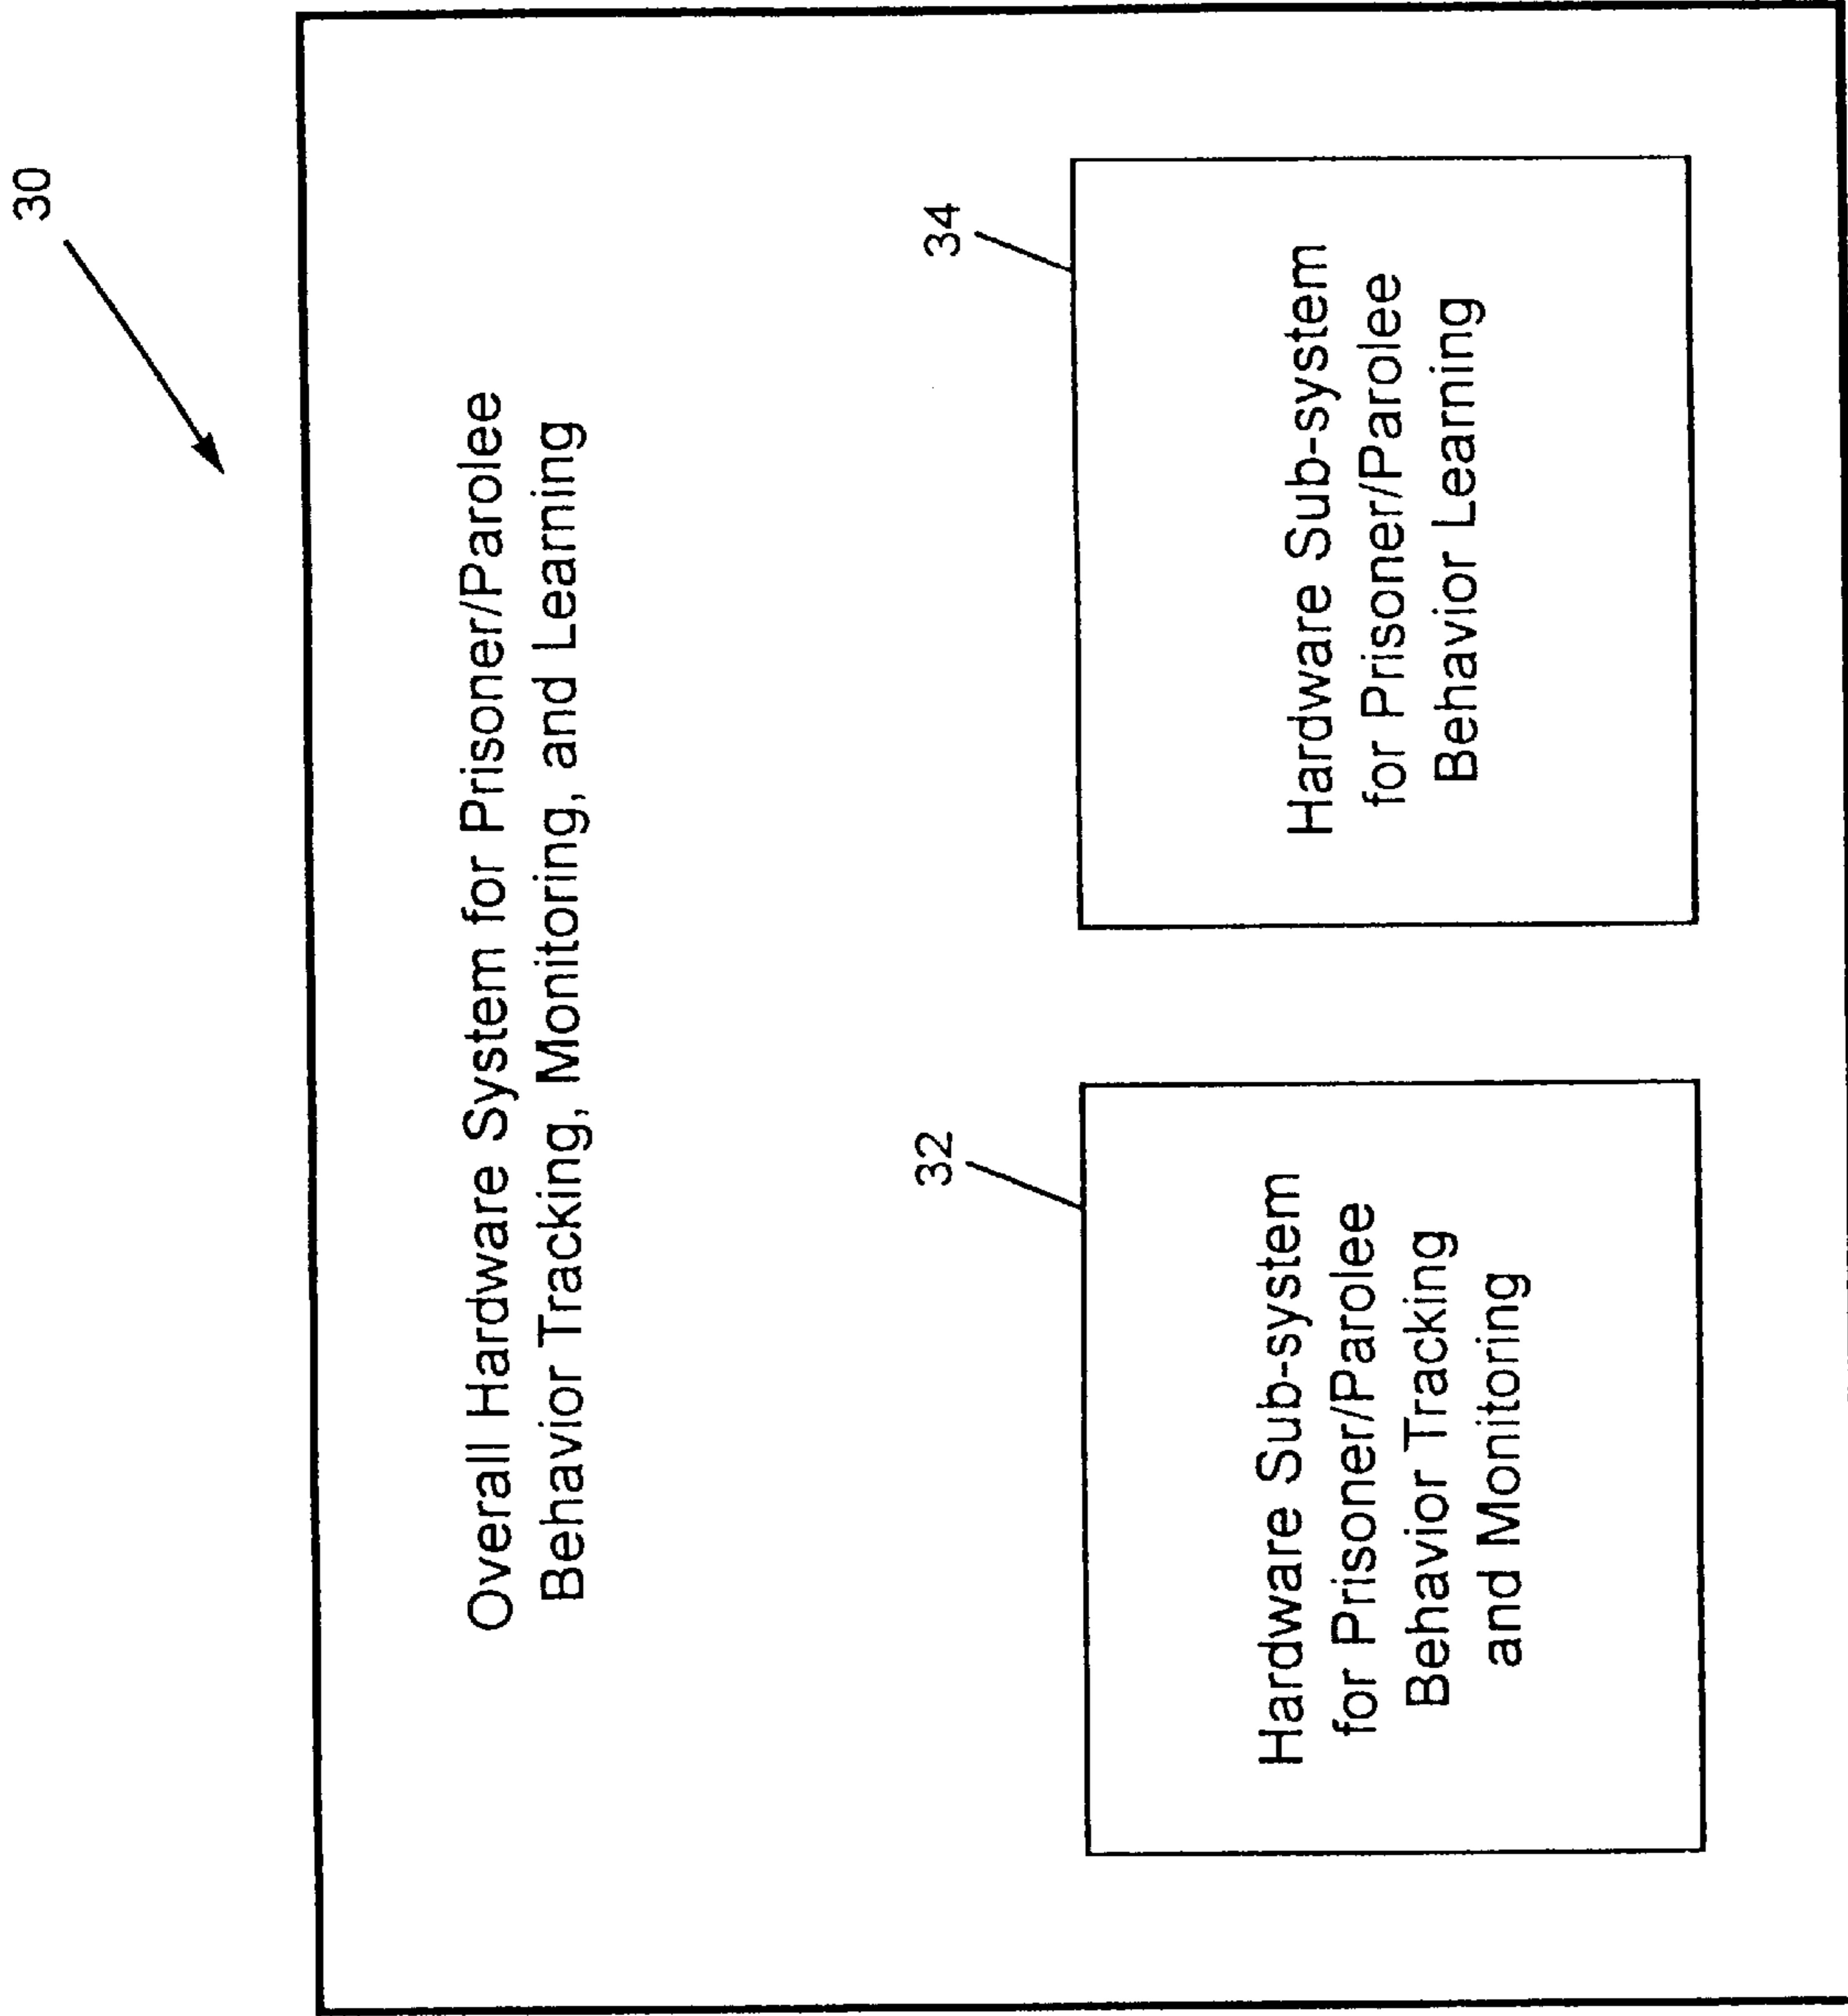 30
Overall Hardware System for Prisoner/Parolee
Behavior Tracking, Monitoring, and Learning
32
Hardware Sub-system
for Prisoner/Parolee
Behavior Tracking
and Monitoring
34
Hardware Sub-system
for Prisoner/Parolee
Behavior Learning